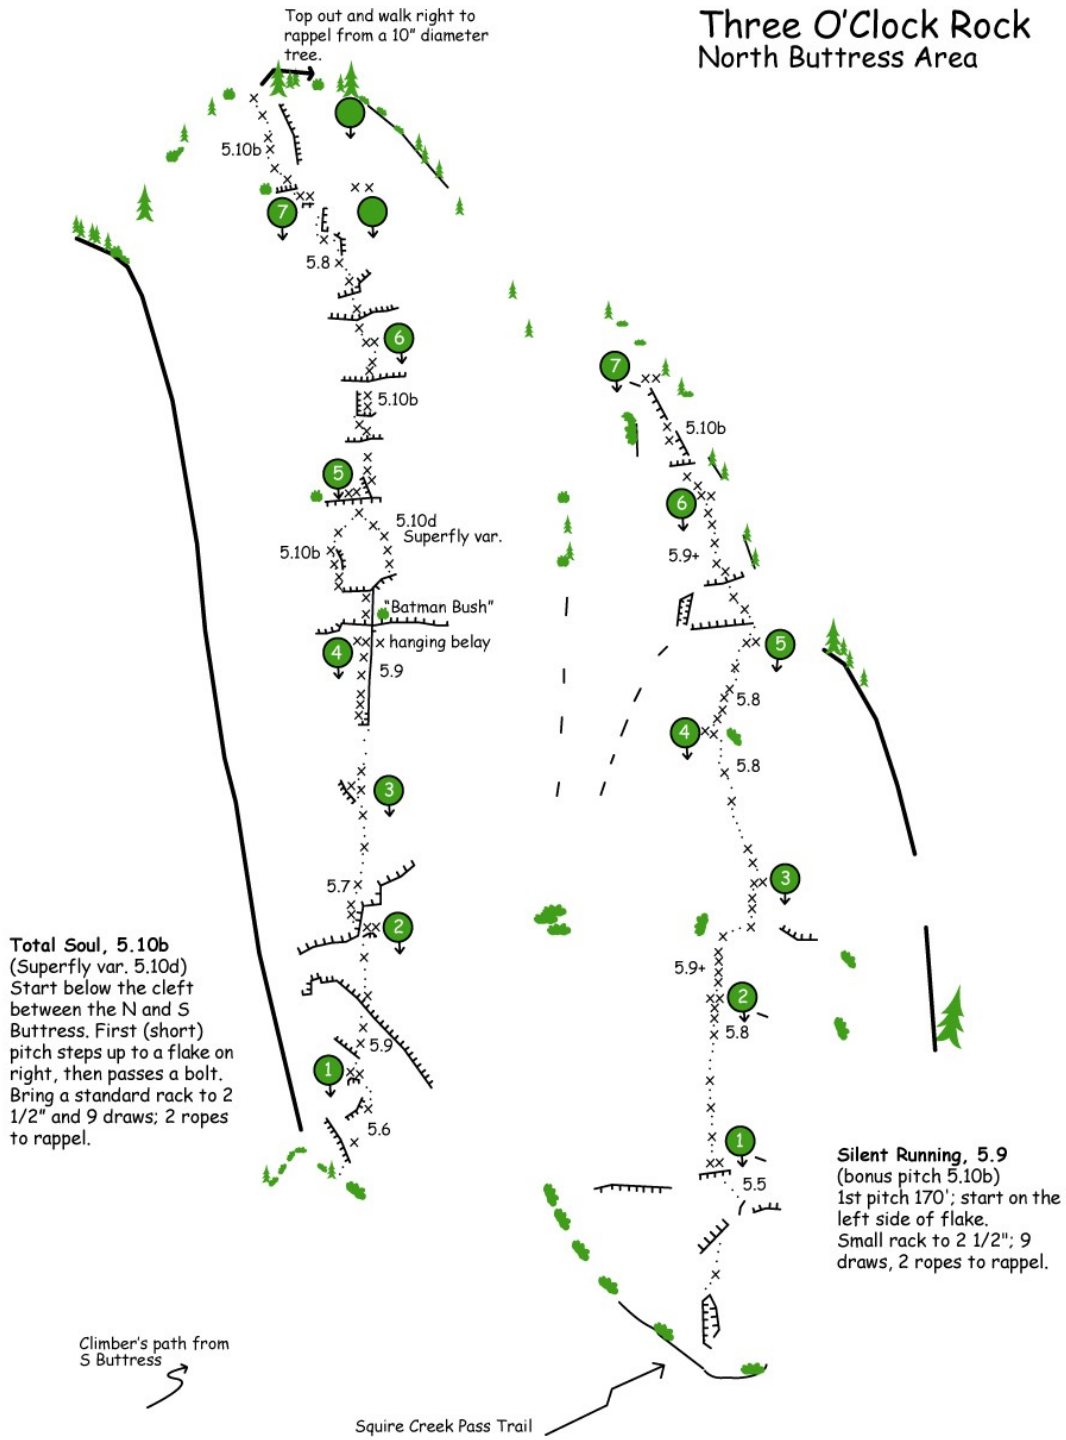 Three O'Clock Rock
North Buttress Area
Top out and walk right to
rappel from a 10" diameter
tree.
5.10b
7
5.8
6
5.10b
5
5.10d
Superfly var.
5.10b
"Batman Bush"
hanging belay
4
5.9
3
5.7
2
5.9
1
5.6
7
5.10b
6
5.9+
5
5.8
4
5.8
3
5.9+
2
5.8
1
5.5
Total Soul, 5.10b
(Superfly var. 5.10d)
Start below the cleft
between the N and S
Buttress. First (short)
pitch steps up to a flake on
right, then passes a bolt.
Bring a standard rack to 2
1/2" and 9 draws; 2 ropes
to rappel.
Silent Running, 5.9
(bonus pitch 5.10b)
1st pitch 170'; start on the
left side of flake.
Small rack to 2 1/2"; 9
draws, 2 ropes to rappel.
Climber's path from
S Buttress
Squire Creek Pass Trail